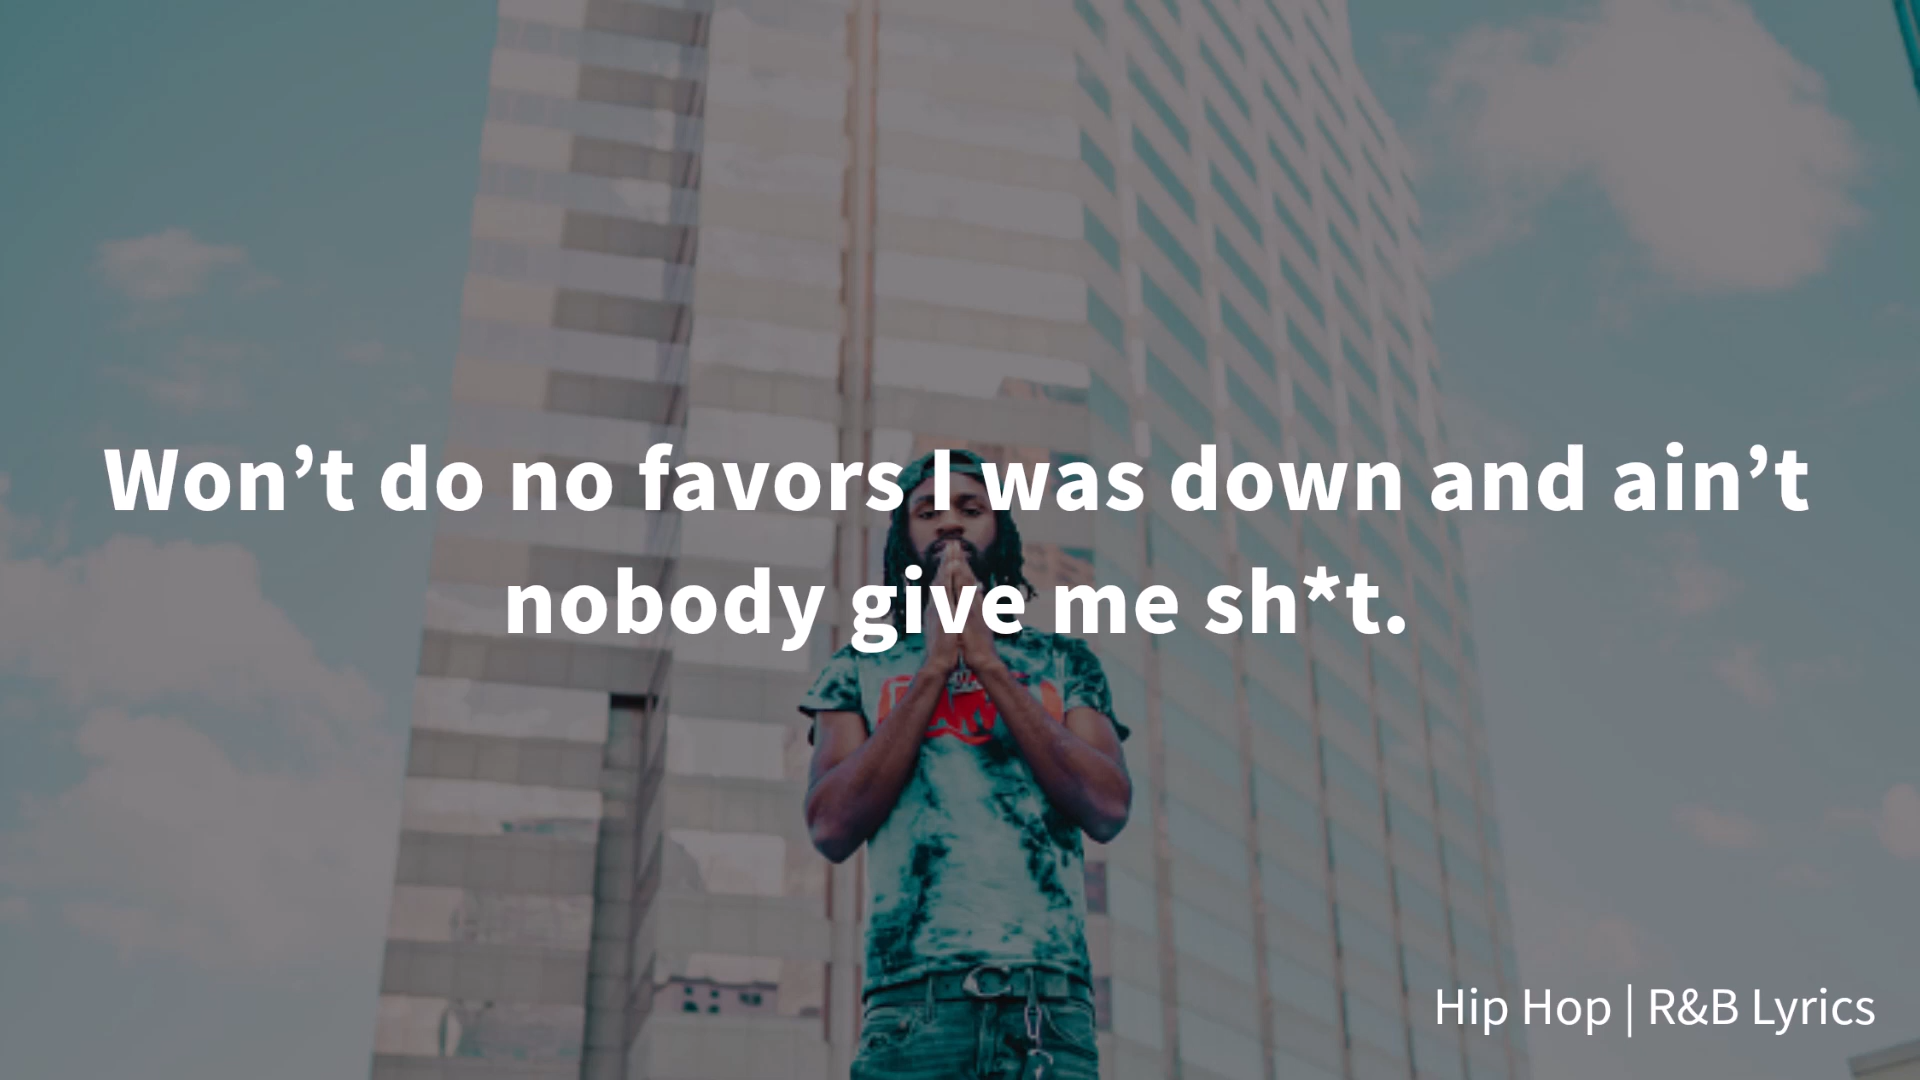 Won’t do no favors I was down and ain’t
nobody give me sh*t.
Hip Hop | R&B Lyrics